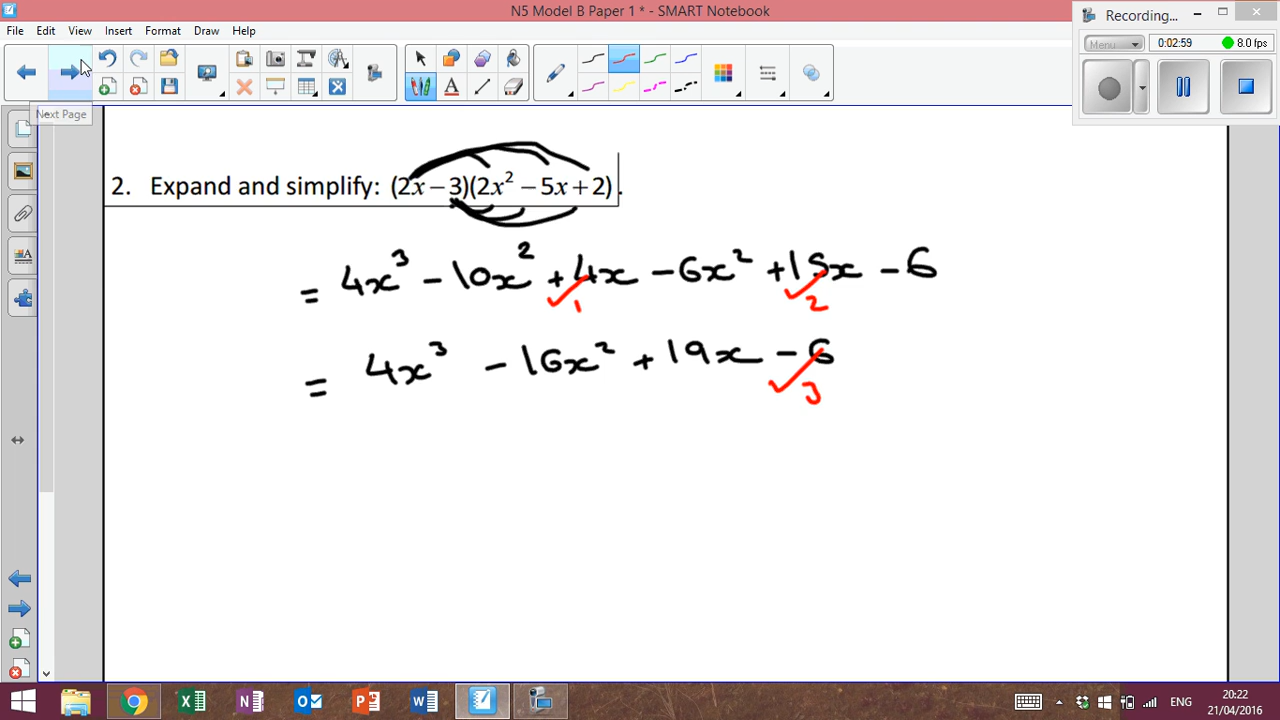 N5 Model B Paper 1 * - SMART Notebook
Recording...
File Edit View Insert Format Draw Help
Menu
0:02:59
8.0 fps
Next Page
2. Expand and simplify: (2x − 3)(2x² − 5x + 2).
= 4x³ − 10x² + 4x − 6x² + 15x − 6
1
2
= 4x³ − 16x² + 19x − 6
3
ENG
20:22
21/04/2016